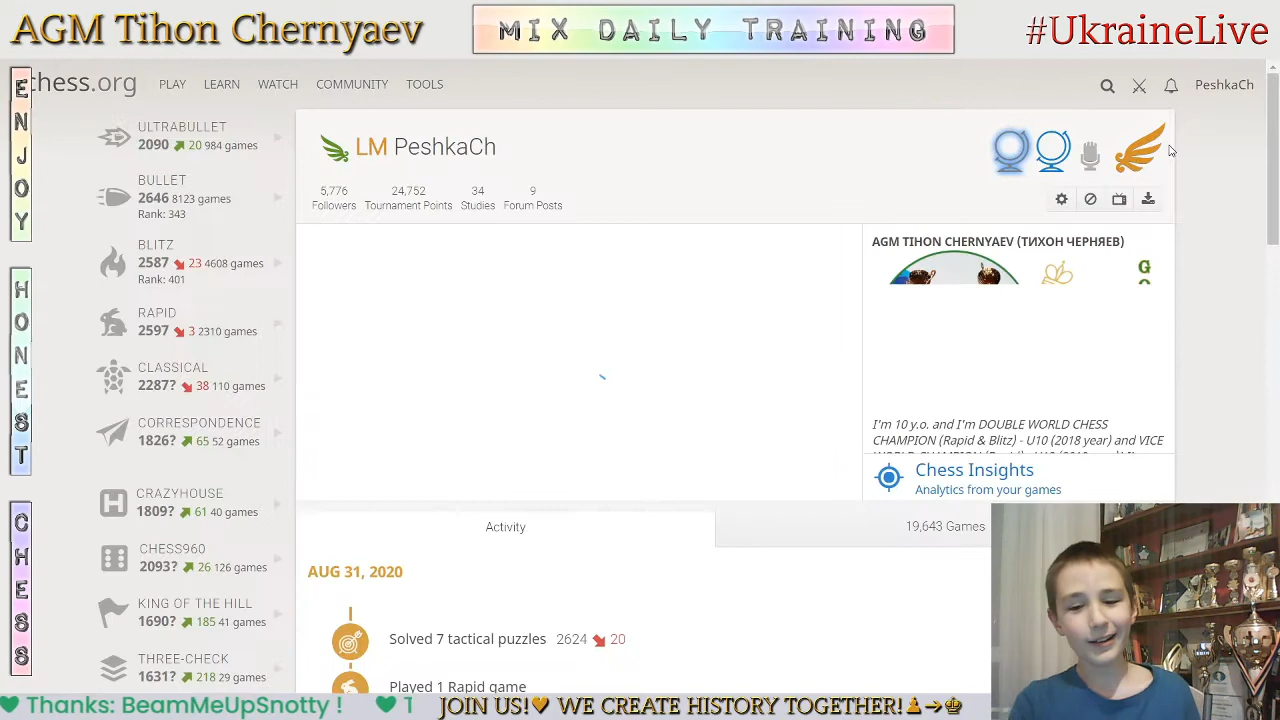 AGM Tihon Chernyaev
MIX DAILY TRAINING
#UkraineLive
ENJOY
HONEST
CHESS
chess.org
PLAY LEARN WATCH COMMUNITY TOOLS
PeshkaCh
ULTRABULLET
2090 20 984 games
BULLET
2646 8123 games
Rank: 343
BLITZ
2587 23 4608 games
Rank: 401
RAPID
2597 3 2310 games
CLASSICAL
2287? 38 110 games
CORRESPONDENCE
1826? 65 52 games
CRAZYHOUSE
1809? 61 40 games
CHESS960
2093? 26 126 games
KING OF THE HILL
1690? 185 41 games
THREE-CHECK
1631? 218 29 games
LM PeshkaCh
5,776 24,752 34 9
Followers Tournament Points Studies Forum Posts
AGM TIHON CHERNYAEV (ТИХОН ЧЕРНЯЕВ)
G
I'm 10 y.o. and I'm DOUBLE WORLD CHESS
CHAMPION (Rapid & Blitz) - U10 (2018 year) and VICE
Chess Insights
Analytics from your games
Activity
19,643 Games
AUG 31, 2020
Solved 7 tactical puzzles 2624 20
Played 1 Rapid game
Thanks: BeamMeUpSnotty !
JOIN US! WE CREATE HISTORY TOGETHER!